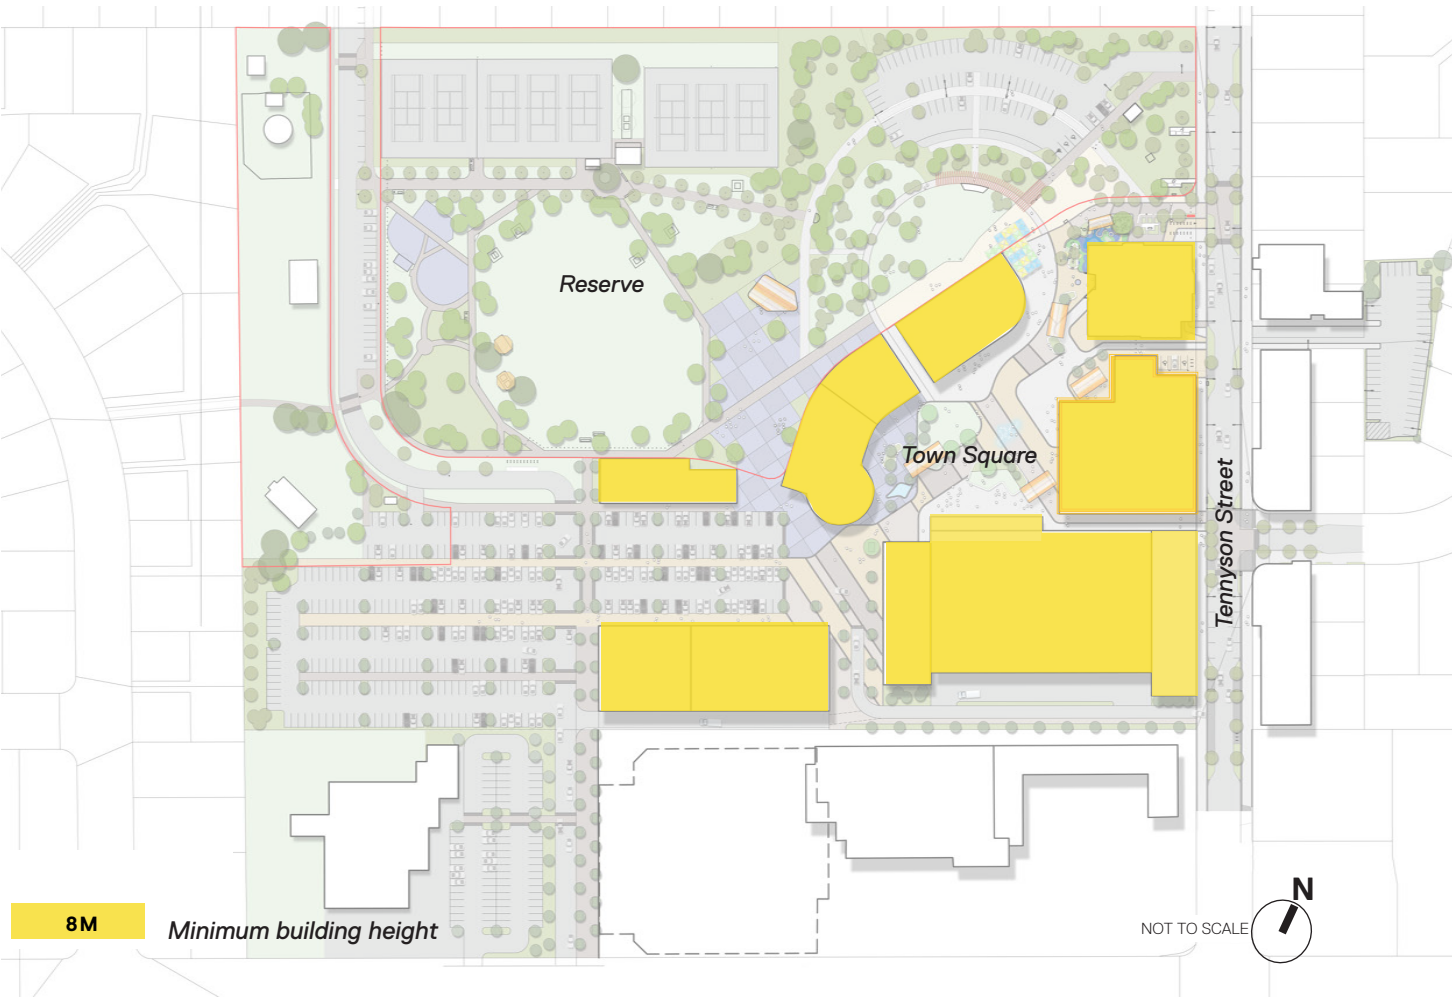 Reserve
Town Square
Tennyson Street
8M
Minimum building height
N
NOT TO SCALE